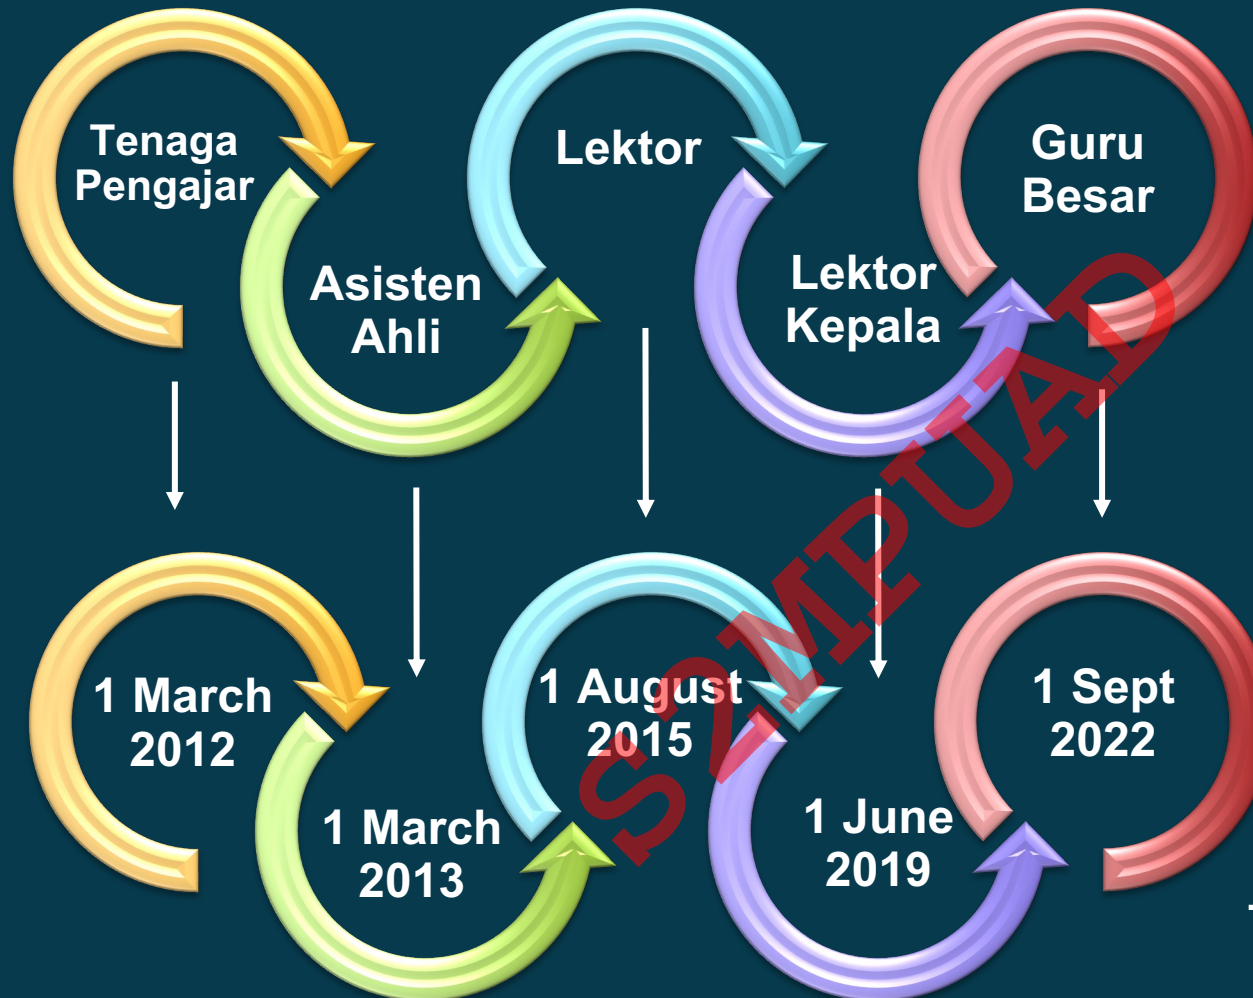 Tenaga
Pengajar
Asisten
Ahli
Lektor
Lektor
Kepala
Guru
Besar
1 March
2012
1 March
2013
1 August
2015
1 June
2019
1 Sept
2022
S2MPUAD